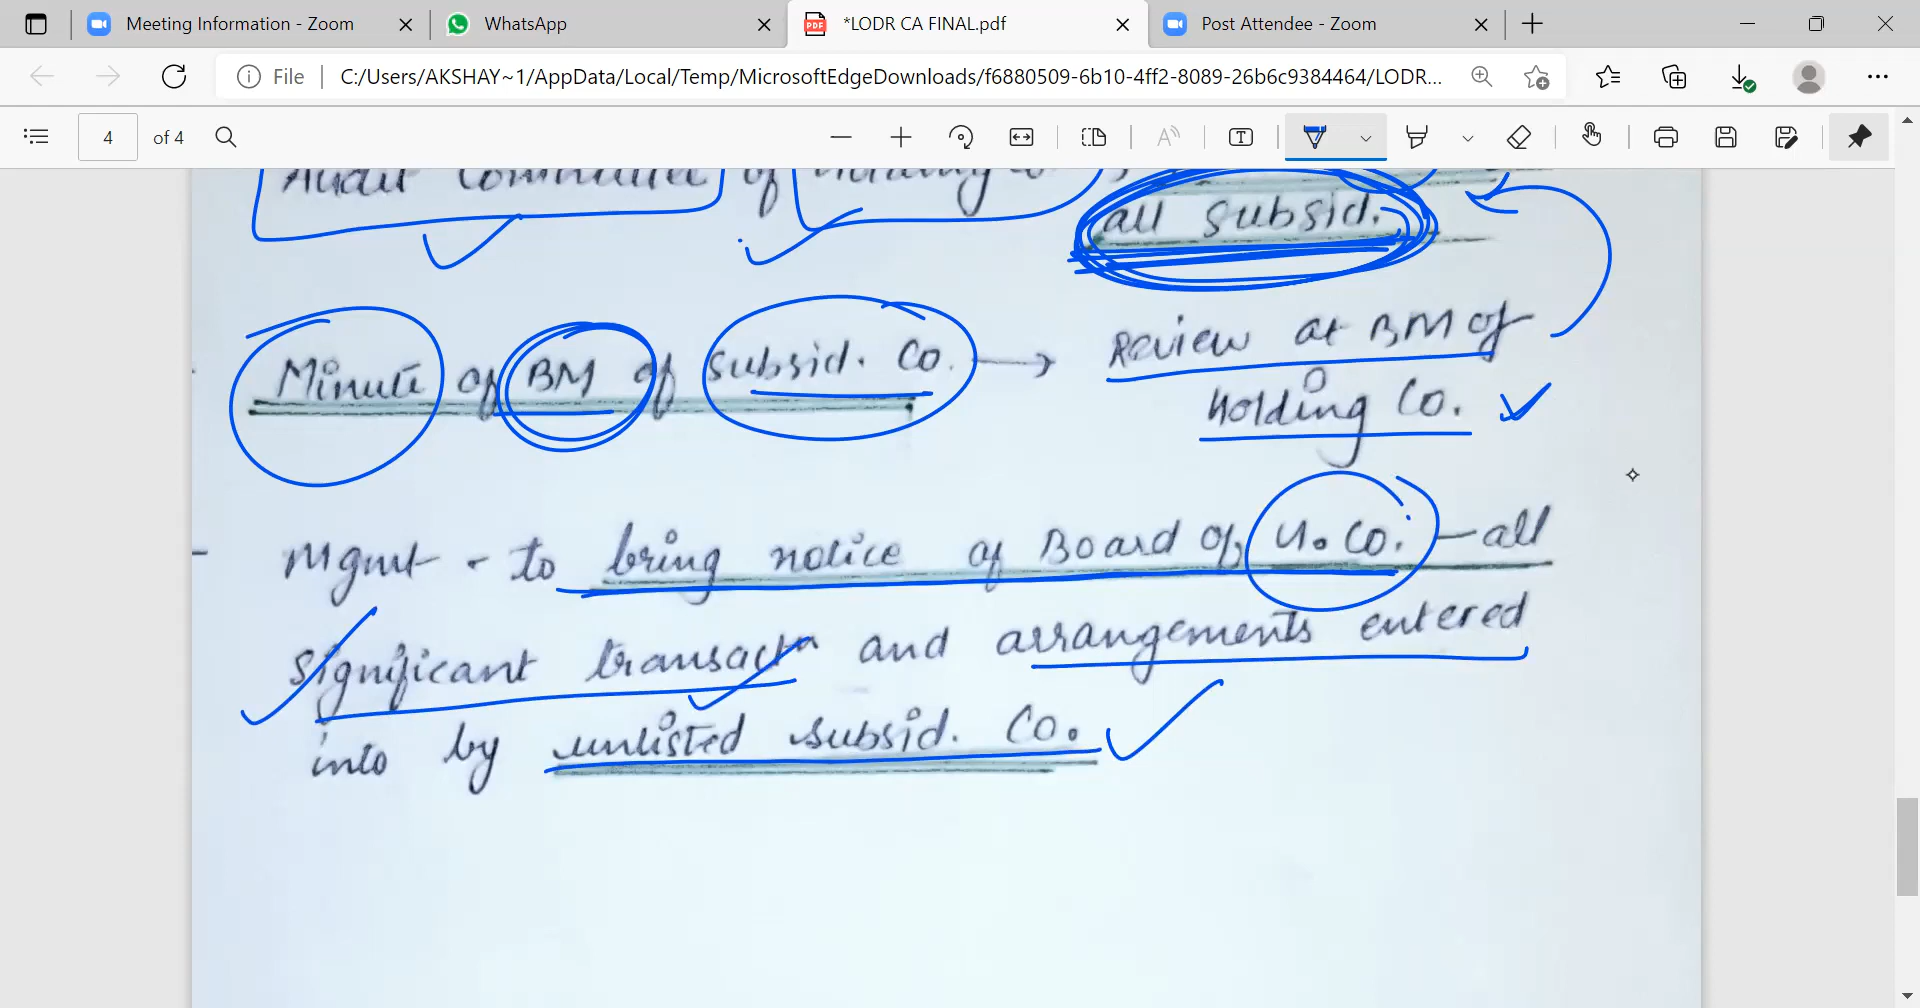 Meeting Information - Zoom
WhatsApp
*LODR CA FINAL.pdf
Post Attendee - Zoom
File
C:/Users/AKSHAY~1/AppData/Local/Temp/MicrosoftEdgeDownloads/f6880509-6b10-4ff2-8089-26b6c9384464/LODR...
4 of 4
Audit Committee of
all subsid.
Minute of BM of subsid. Co. → Review at BM of
Holding Co.
- Mgmt - to bring notice of Board of H. Co. - all
significant transactn and arrangements entered
into by unlisted subsid. Co.